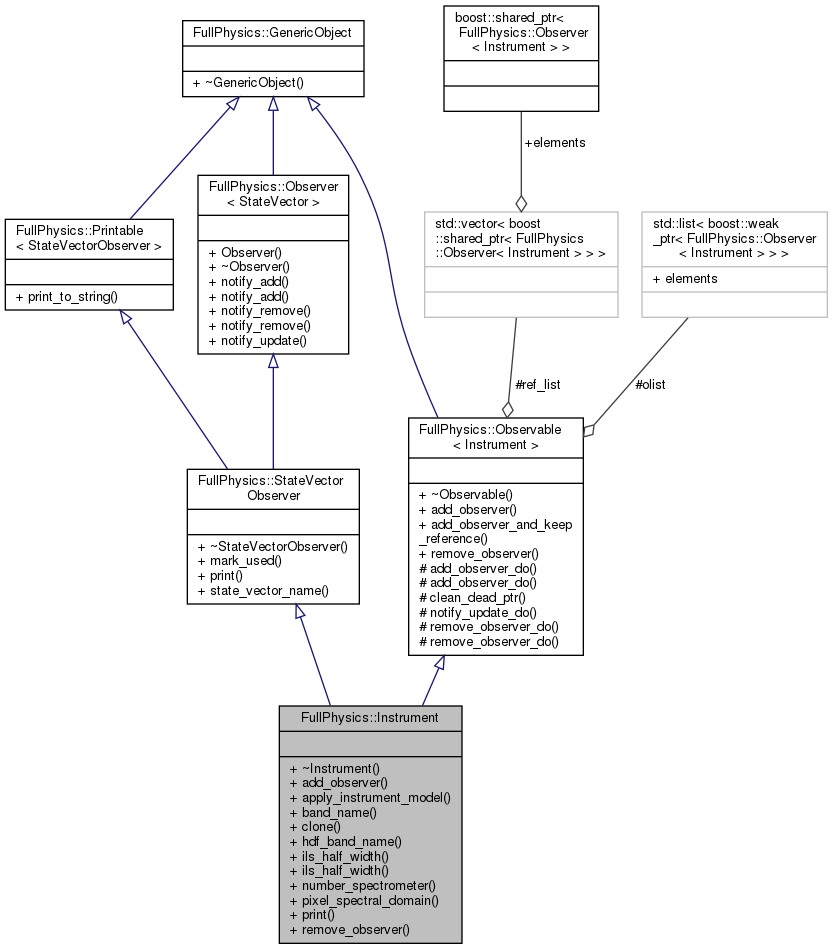 FullPhysics::GenericObject
+ ~GenericObject()
boost::shared_ptr<
FullPhysics::Observer
< Instrument > >
+elements
FullPhysics::Printable
< StateVectorObserver >
+ print_to_string()
FullPhysics::Observer
< StateVector >
+ Observer()
+ ~Observer()
+ notify_add()
+ notify_add()
+ notify_remove()
+ notify_remove()
+ notify_update()
std::vector< boost
::shared_ptr< FullPhysics
::Observer< Instrument > > >
std::list< boost::weak
_ptr< FullPhysics::Observer
< Instrument > > >
+ elements
#ref_list
#olist
FullPhysics::StateVector
Observer
+ ~StateVectorObserver()
+ mark_used()
+ print()
+ state_vector_name()
FullPhysics::Observable
< Instrument >
+ ~Observable()
+ add_observer()
+ add_observer_and_keep
_reference()
+ remove_observer()
# add_observer_do()
# add_observer_do()
# clean_dead_ptr()
# notify_update_do()
# remove_observer_do()
# remove_observer_do()
FullPhysics::Instrument
+ ~Instrument()
+ add_observer()
+ apply_instrument_model()
+ band_name()
+ clone()
+ hdf_band_name()
+ ils_half_width()
+ ils_half_width()
+ number_spectrometer()
+ pixel_spectral_domain()
+ print()
+ remove_observer()